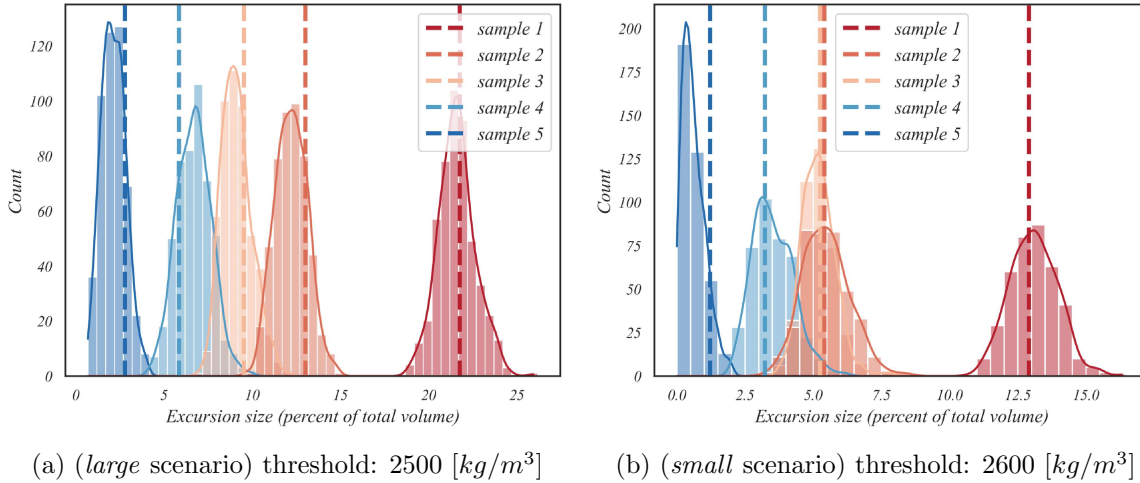 120
100
80
60
40
20
0
Count
0
5
10
15
20
25
Excursion size (percent of total volume)
sample 1
sample 2
sample 3
sample 4
sample 5
(a) (large scenario) threshold: 2500 [kg/m³]
200
175
150
125
100
75
50
25
0
Count
0.0
2.5
5.0
7.5
10.0
12.5
15.0
Excursion size (percent of total volume)
sample 1
sample 2
sample 3
sample 4
sample 5
(b) (small scenario) threshold: 2600 [kg/m³]